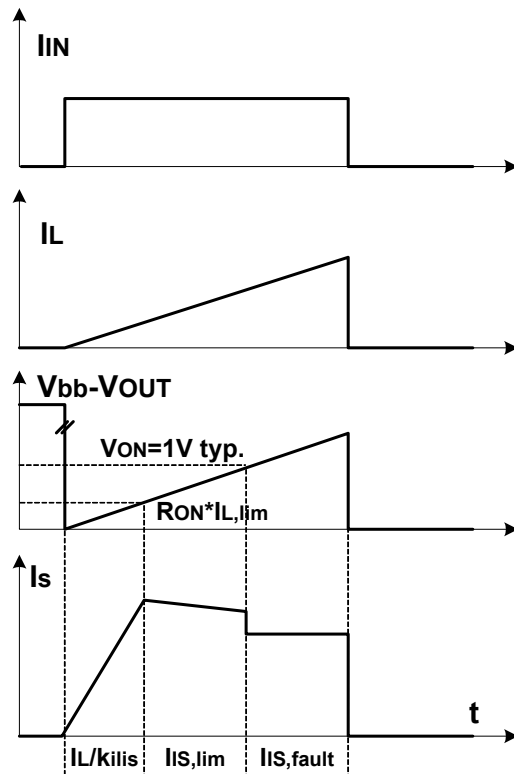 IIN
IL
Vbb-VOUT
VON=1V typ.
RON*IL,lim
Is
t
IL/kilis IIS,lim IIS,fault